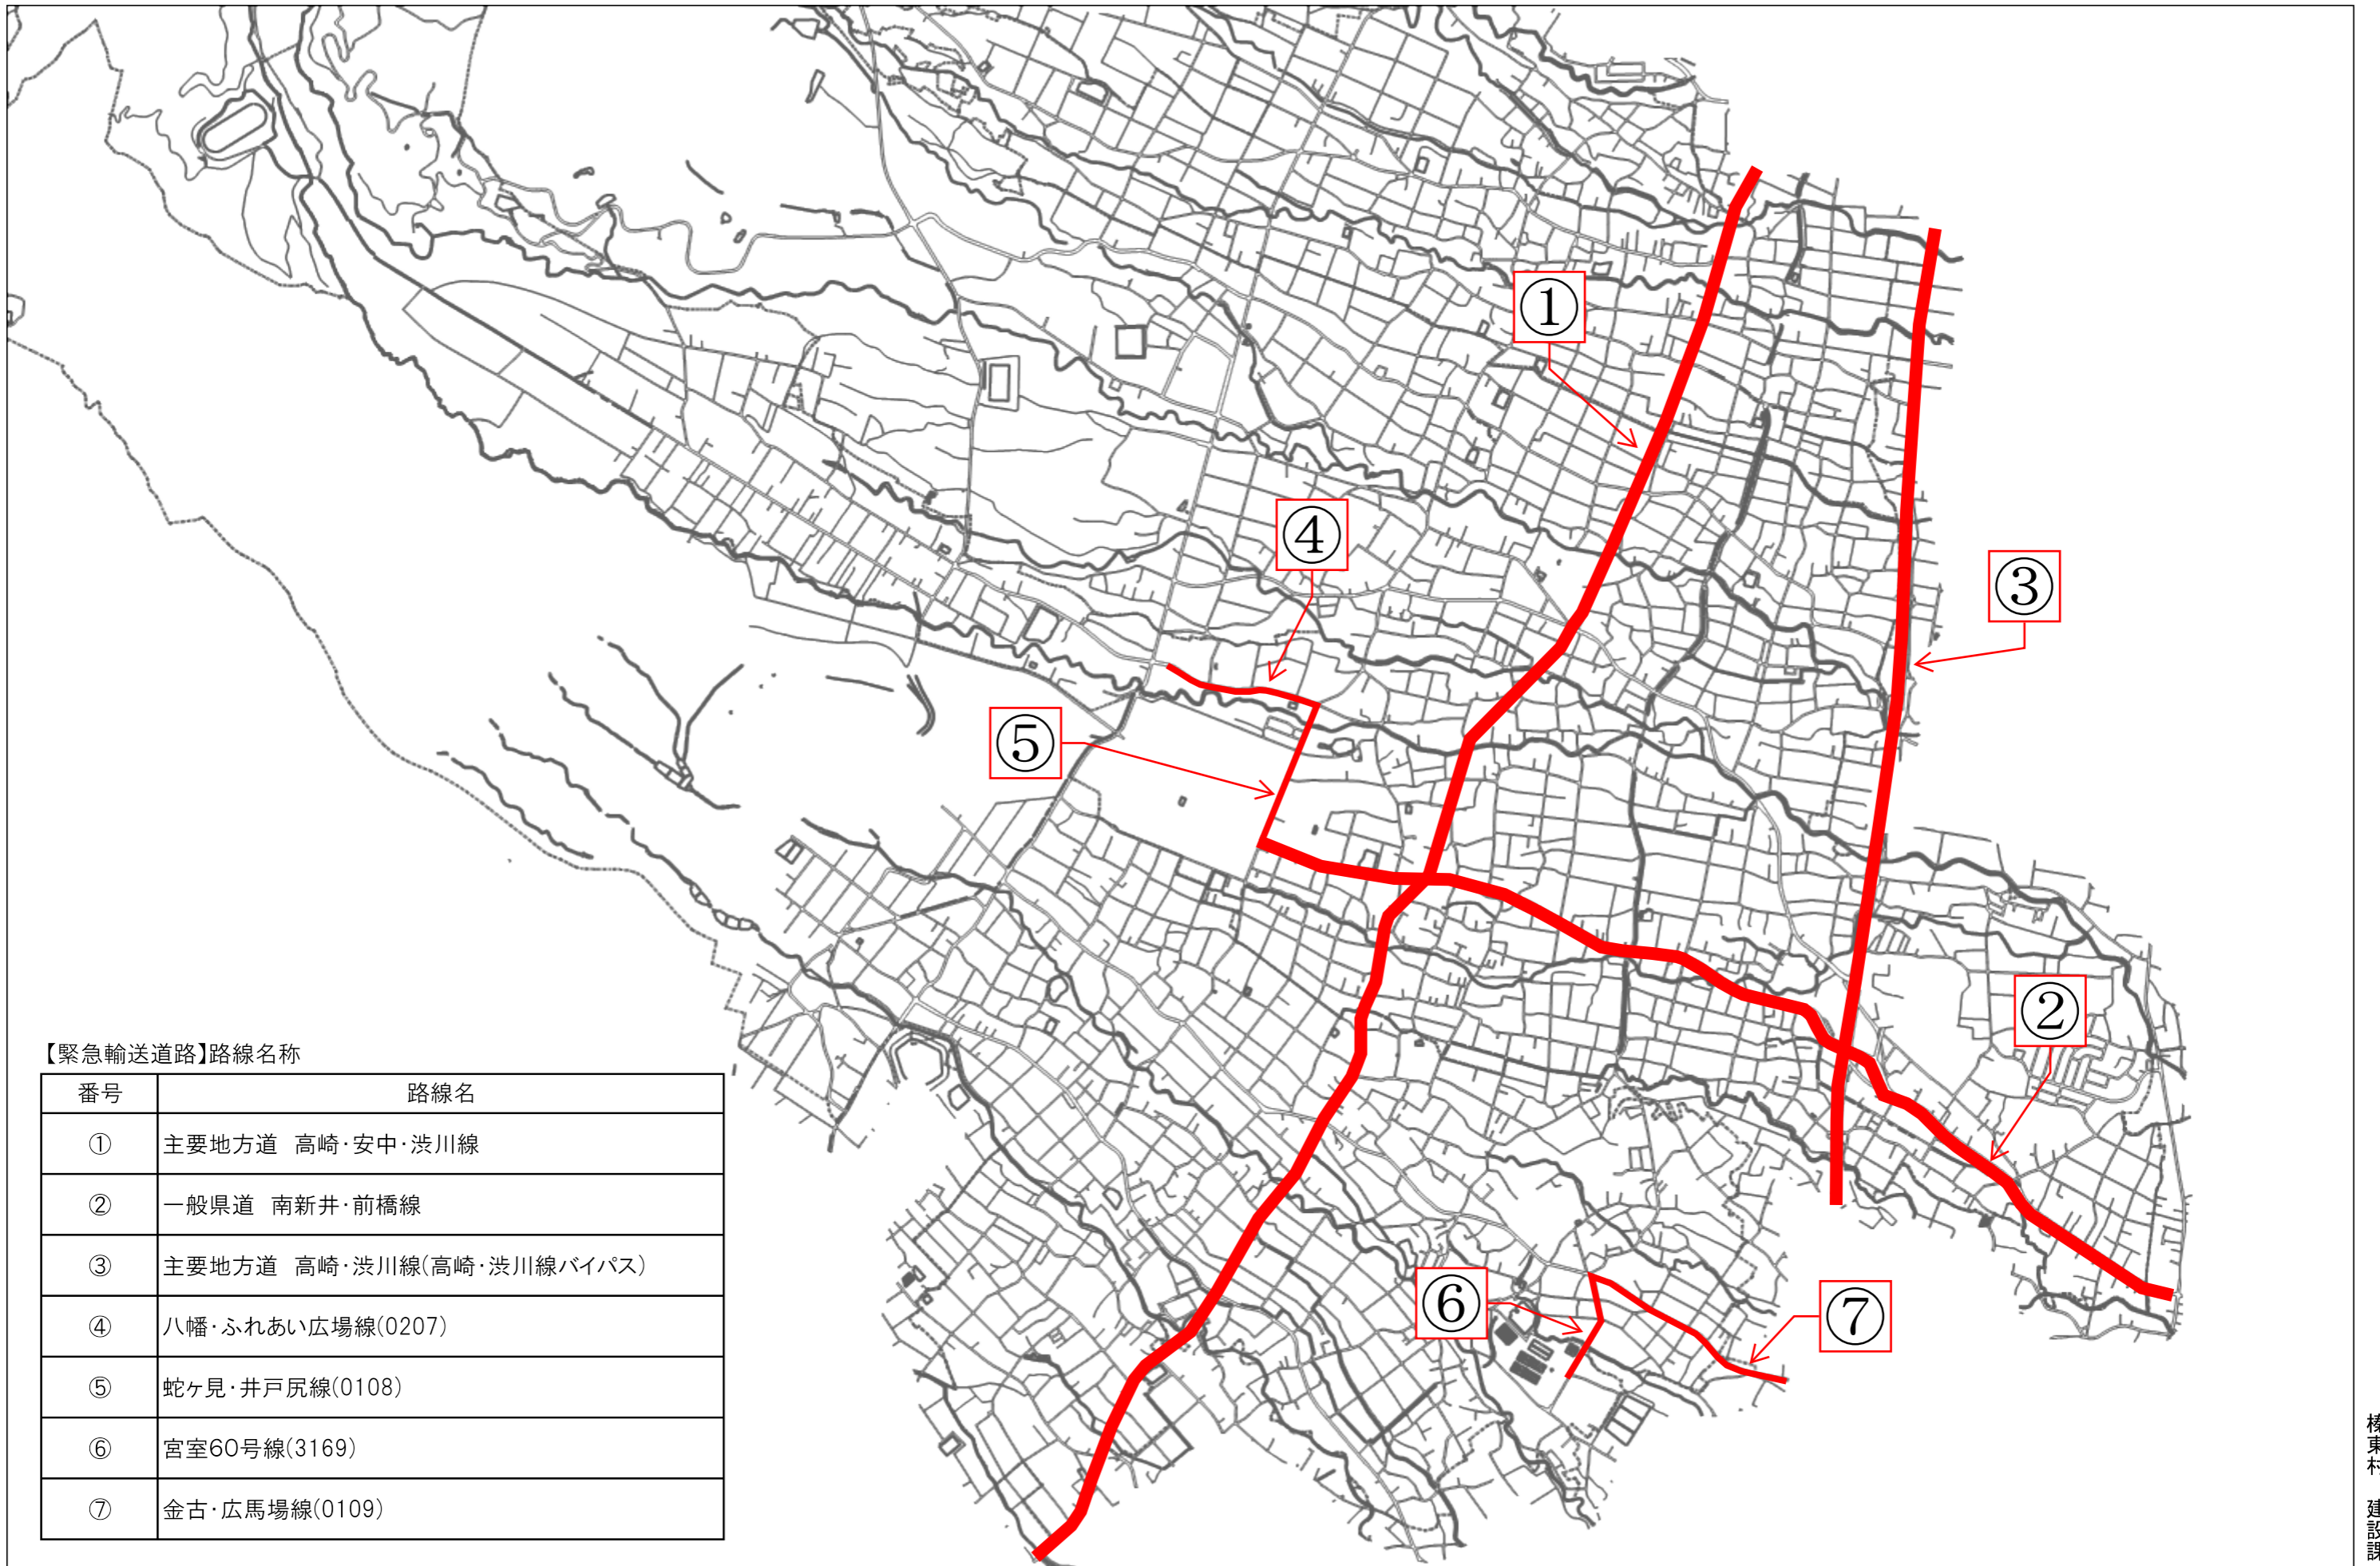 ①
④
③
⑤
②
⑥
⑦
【緊急輸送道路】路線名称
番号 路線名
① 主要地方道 高崎・安中・渋川線
② 一般県道 南新井・前橋線
③ 主要地方道 高崎・渋川線(高崎・渋川線バイパス)
④ 八幡・ふれあい広場線(0207)
⑤ 蛇ヶ見・井戸尻線(0108)
⑥ 宮室60号線(3169)
⑦ 金古・広馬場線(0109)
榛東村 建設課